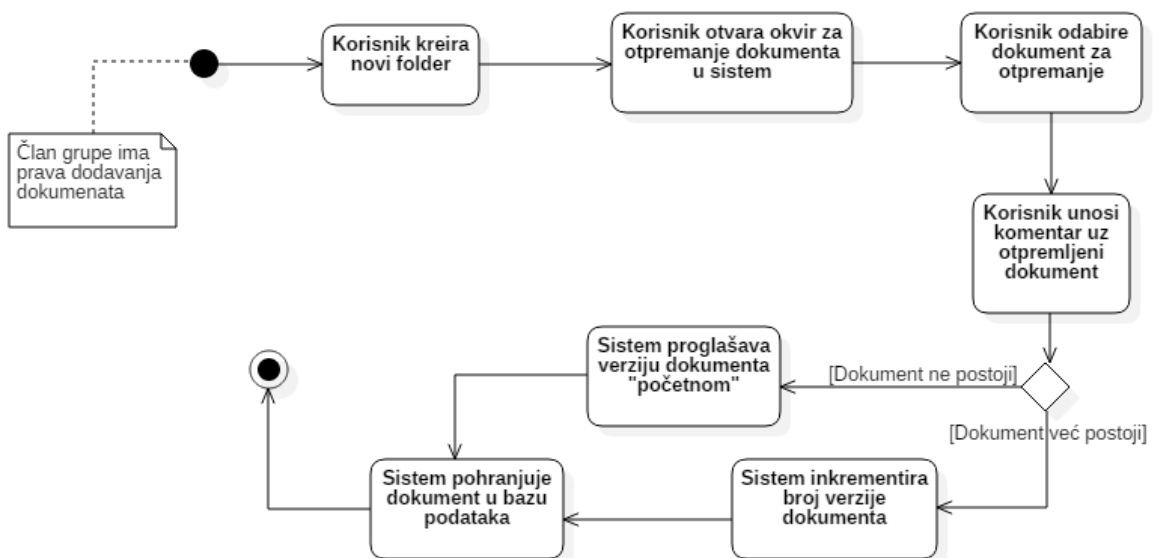 Korisnik kreira
novi folder
Korisnik otvara okvir za
otpremanje dokumenta
u sistem
Korisnik odabire
dokument za
otpremanje
Član grupe ima
prava dodavanja
dokumenata
Korisnik unosi
komentar uz
otpremljeni
dokument
Sistem proglašava
verziju dokumenta
"početnom"
[Dokument ne postoji]
[Dokument već postoji]
Sistem pohranjuje
dokument u bazu
podataka
Sistem inkrementira
broj verzije
dokumenta